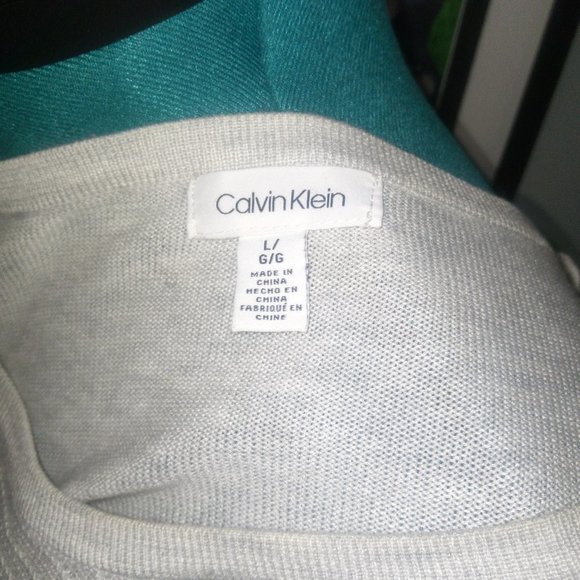 Calvin Klein
L/
G/G
MADE IN
CHINA
HECHO EN
CHINA
FABRIQUÉ EN
CHINE